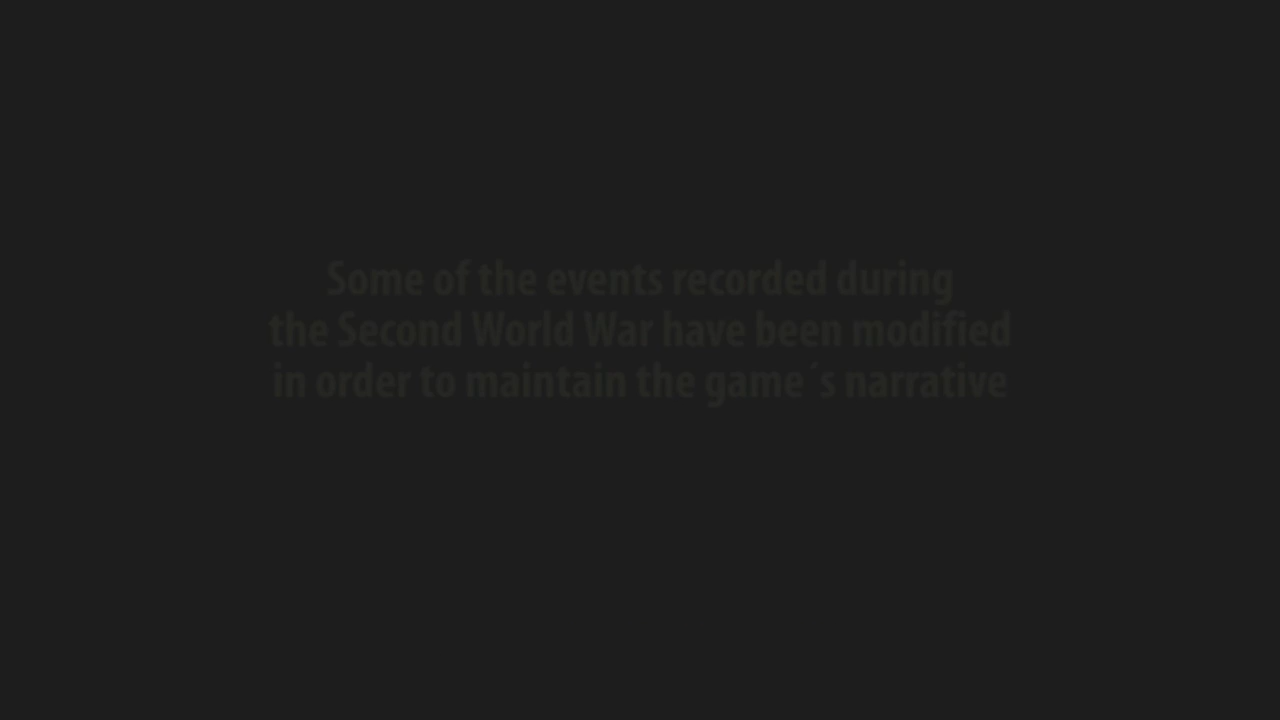 Some of the events recorded during
the Second World War have been modified
in order to maintain the game´s narrative